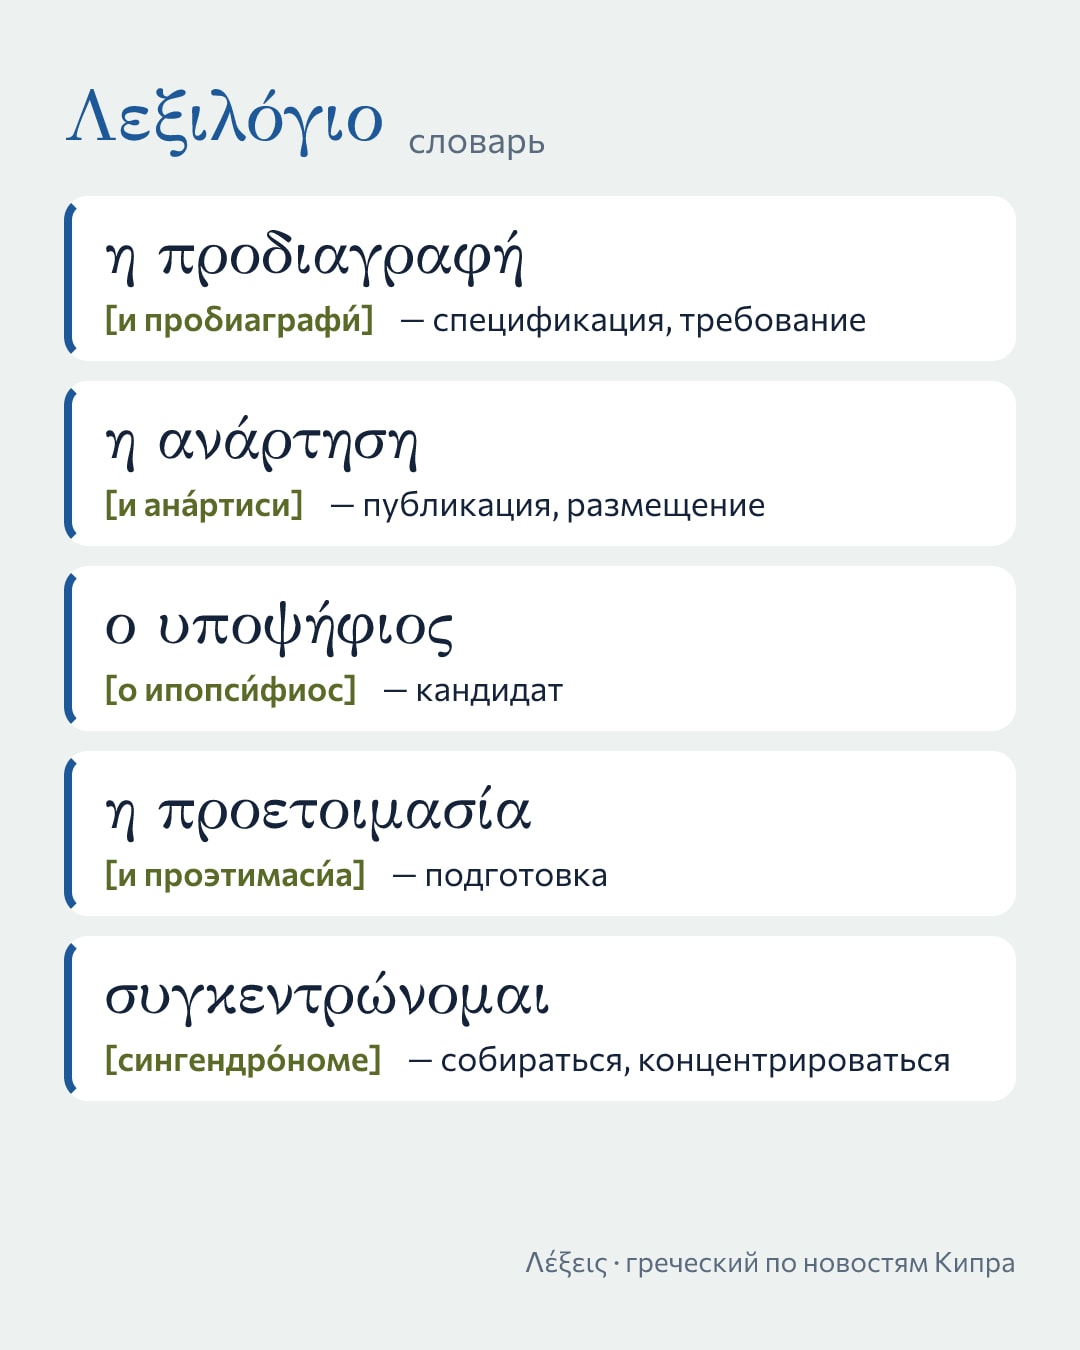 Λεξιλόγιο словарь
η προδιαγραφή
[и проδиаграфи́] — спецификация, требование
η ανάρτηση
[и ана́ртиси] — публикация, размещение
ο υποψήφιος
[о ипопси́фиос] — кандидат
η προετοιμασία
[и проэтимаси́а] — подготовка
συγκεντρώνομαι
[сингендро́номе] — собираться, концентрироваться
Λέξεις · греческий по новостям Кипра